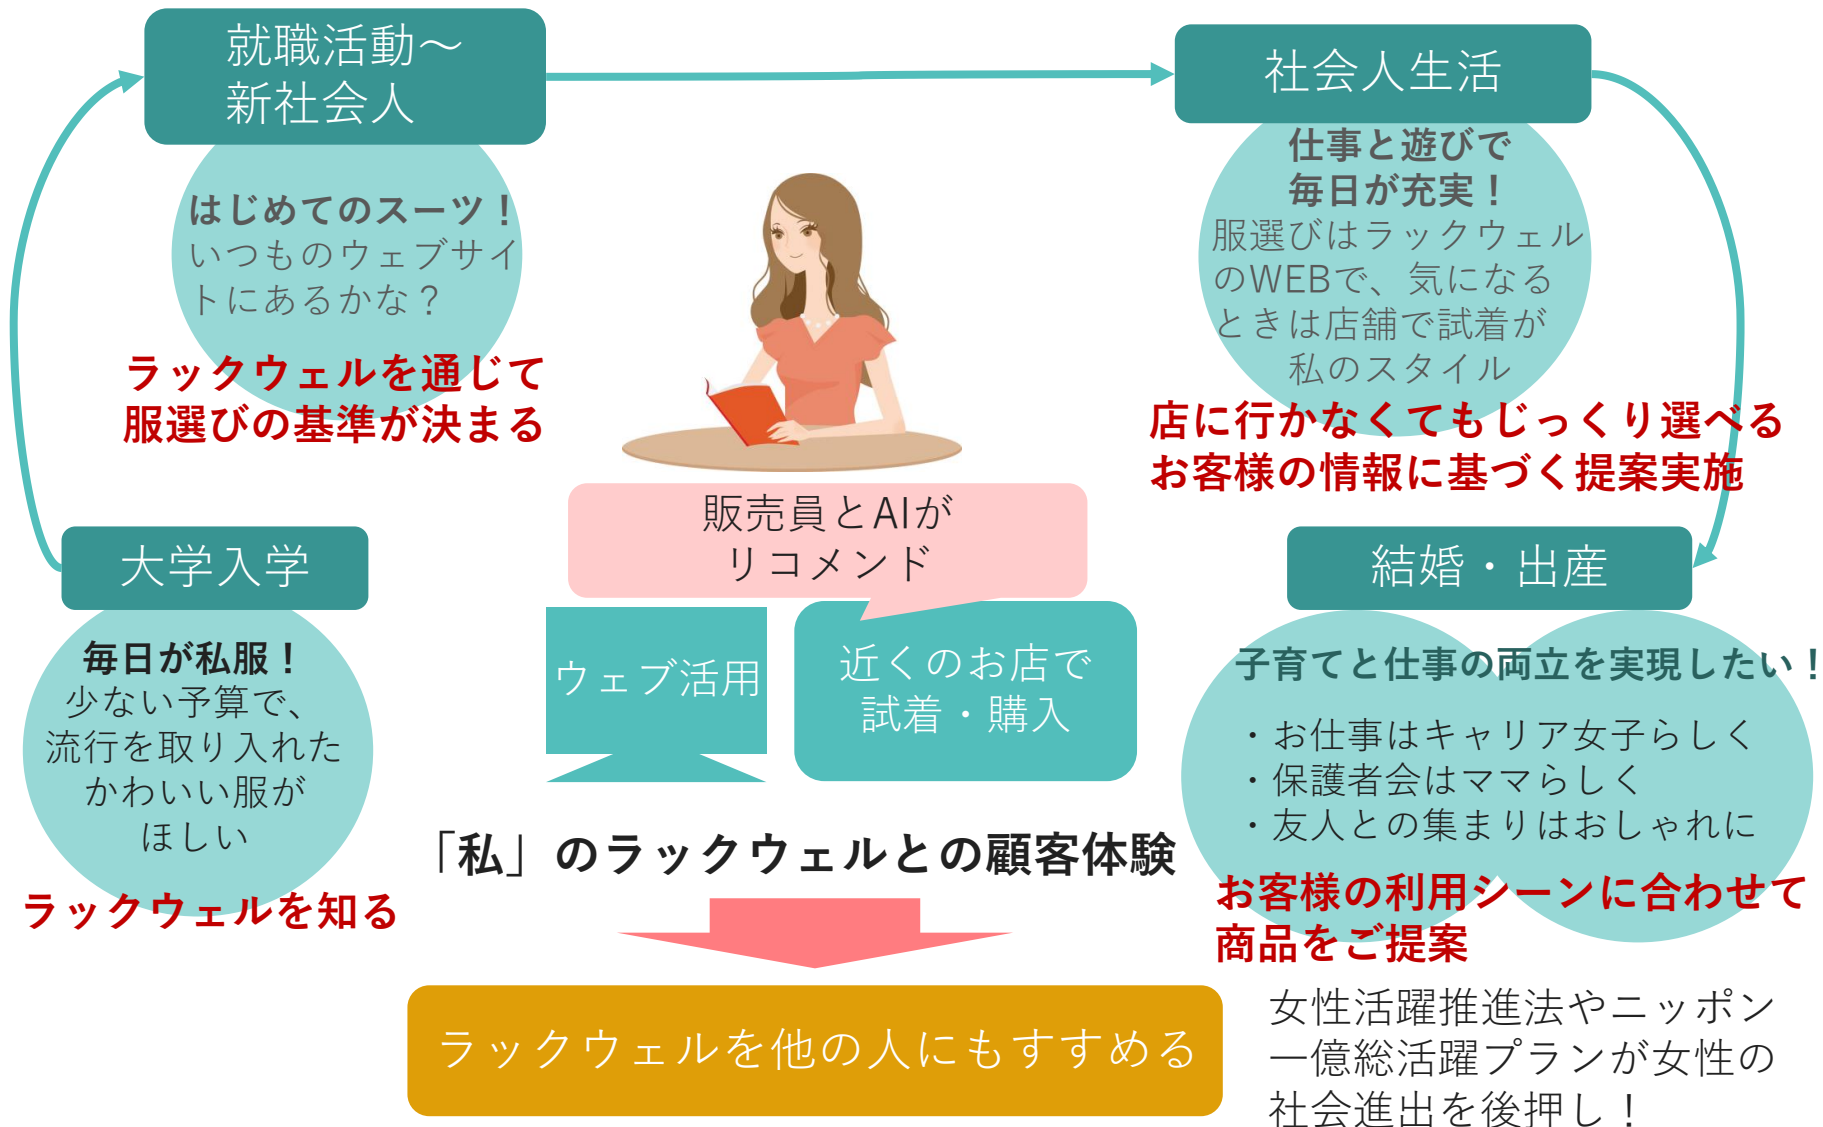 就職活動～
新社会人
はじめてのスーツ！
いつものウェブサイ
トにあるかな？
ラックウェルを通じて
服選びの基準が決まる
社会人生活
仕事と遊びで
毎日が充実！
服選びはラックウェル
のWEBで、気になる
ときは店舗で試着が
私のスタイル
店に行かなくてもじっくり選べる
お客様の情報に基づく提案実施
大学入学
毎日が私服！
少ない予算で、
流行を取り入れた
かわいい服が
ほしい
ラックウェルを知る
販売員とAIが
リコメンド
ウェブ活用
近くのお店で
試着・購入
「私」のラックウェルとの顧客体験
ラックウェルを他の人にもすすめる
結婚・出産
子育てと仕事の両立を実現したい！
・お仕事はキャリア女子らしく
・保護者会はママらしく
・友人との集まりはおしゃれに
お客様の利用シーンに合わせて
商品をご提案
女性活躍推進法やニッポン
一億総活躍プランが女性の
社会進出を後押し！